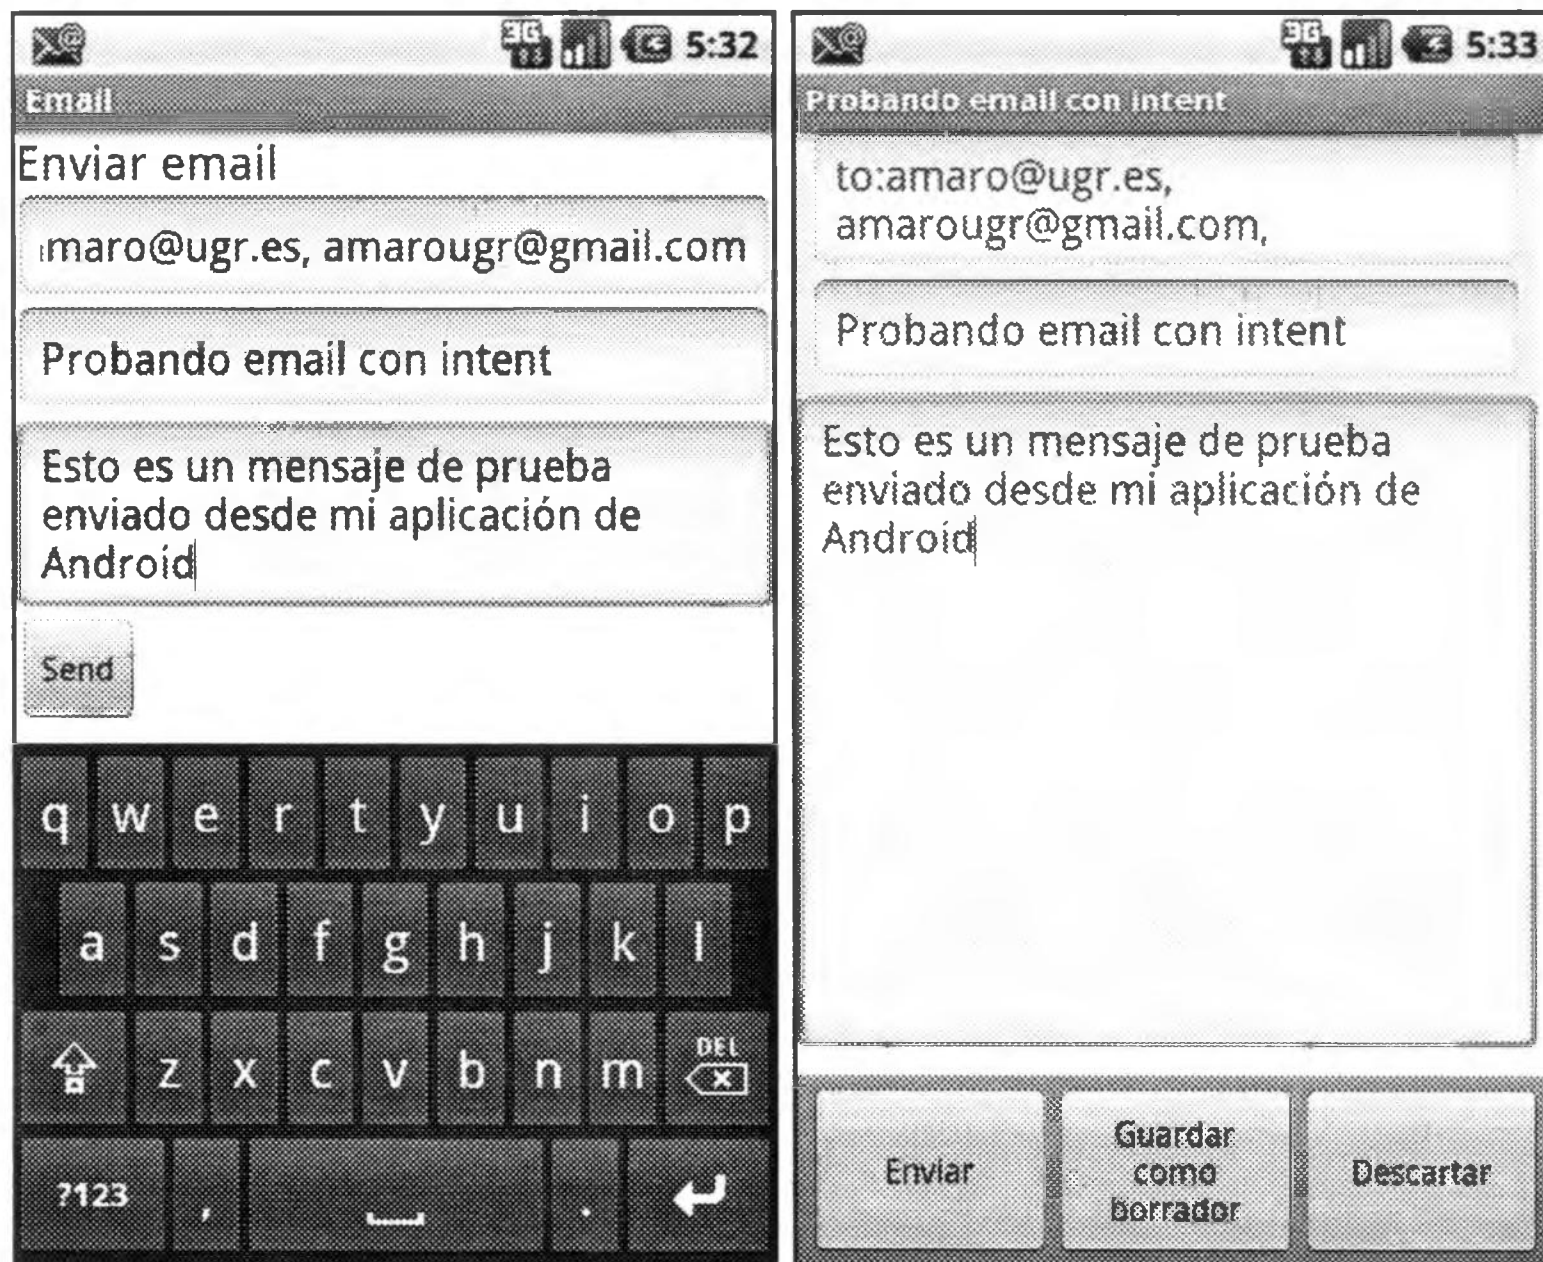 3G 5:32
Email
Enviar email
maro@ugr.es, amarougr@gmail.com
Probando email con intent
Esto es un mensaje de prueba
enviado desde mi aplicación de
Android
Send
q w e r t y u i o p
a s d f g h j k l
z x c v b n m DEL
?123 , .
3G 5:33
Probando email con intent
to:amaro@ugr.es,
amarougr@gmail.com,
Probando email con intent
Esto es un mensaje de prueba
enviado desde mi aplicación de
Android
Enviar
Guardar
como
borrador
Descartar